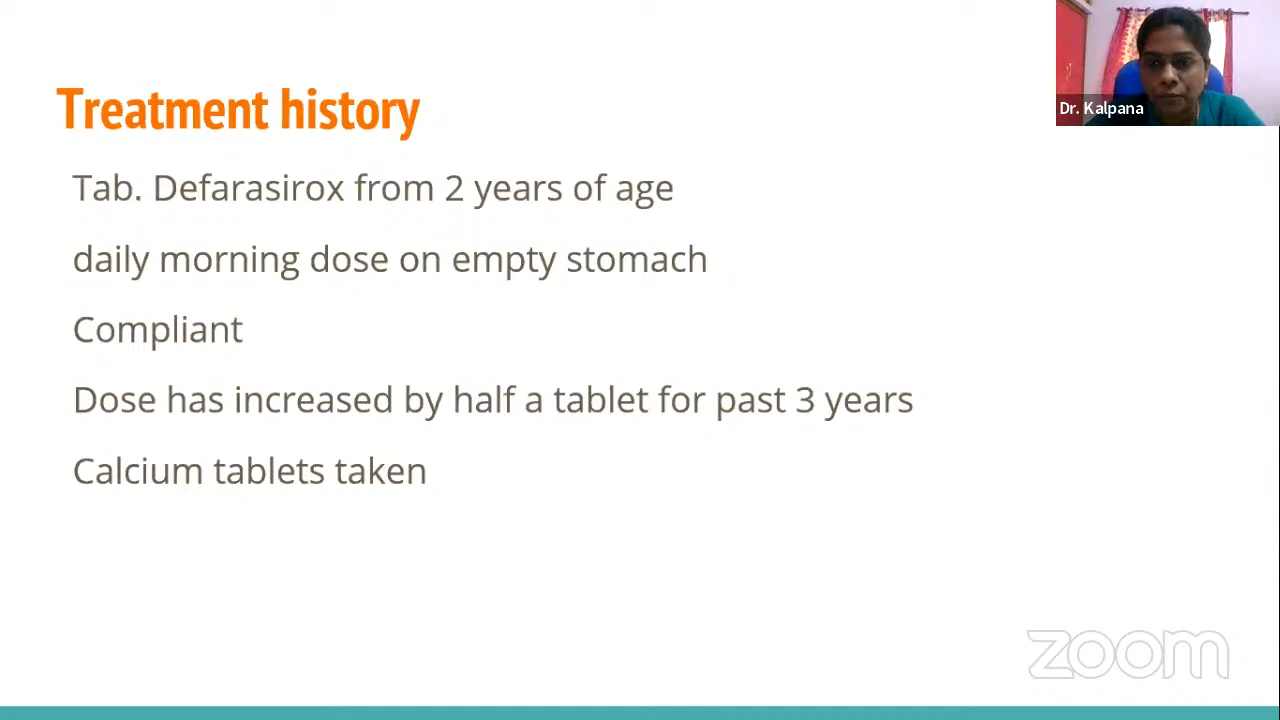 Treatment history
Dr. Kalpana
Tab. Defarasirox from 2 years of age
daily morning dose on empty stomach
Compliant
Dose has increased by half a tablet for past 3 years
Calcium tablets taken
zoom